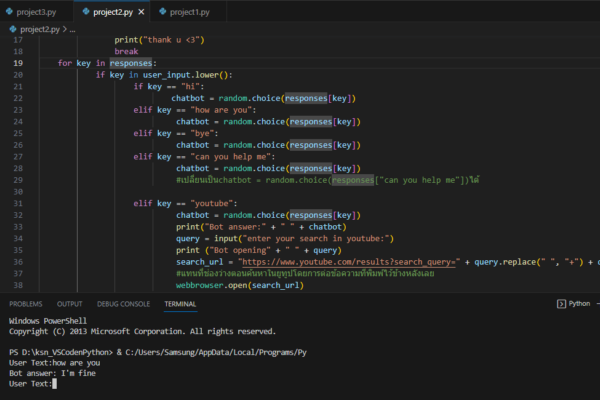 project3.py project2.py × project1.py
project2.py > ...
17 print("thank u <3")
18 break
19 for key in responses:
20 if key in user_input.lower():
21 if key == "hi":
22 chatbot = random.choice(responses[key])
23 elif key == "how are you":
24 chatbot = random.choice(responses[key])
25 elif key == "bye":
26 chatbot = random.choice(responses[key])
27 elif key == "can you help me":
28 chatbot = random.choice(responses[key])
29 #เปลี่ยนเป็นchatbot = random.choice(responses["can you help me"])ได้
30
31 elif key == "youtube":
32 chatbot = random.choice(responses[key])
33 print("Bot answer:" + " " + chatbot)
34 query = input("enter your search in youtube:")
35 print ("Bot opening" + " " + query)
36 search_url = "https://www.youtube.com/results?search_query=" + query.replace(" ", "+") +
37 #แทนที่ช่องว่างตอนค้นหาในยูทูปโดยการต่อข้อความที่พิมพ์ไว้ข้างหลังเลย
38 webbrowser.open(search_url)
PROBLEMS OUTPUT DEBUG CONSOLE TERMINAL Python
Windows PowerShell
Copyright (C) 2013 Microsoft Corporation. All rights reserved.
PS D:\ksn_VSCodenPython> & C:/Users/Samsung/AppData/Local/Programs/Py
User Text:how are you
Bot answer: I'm fine
User Text: